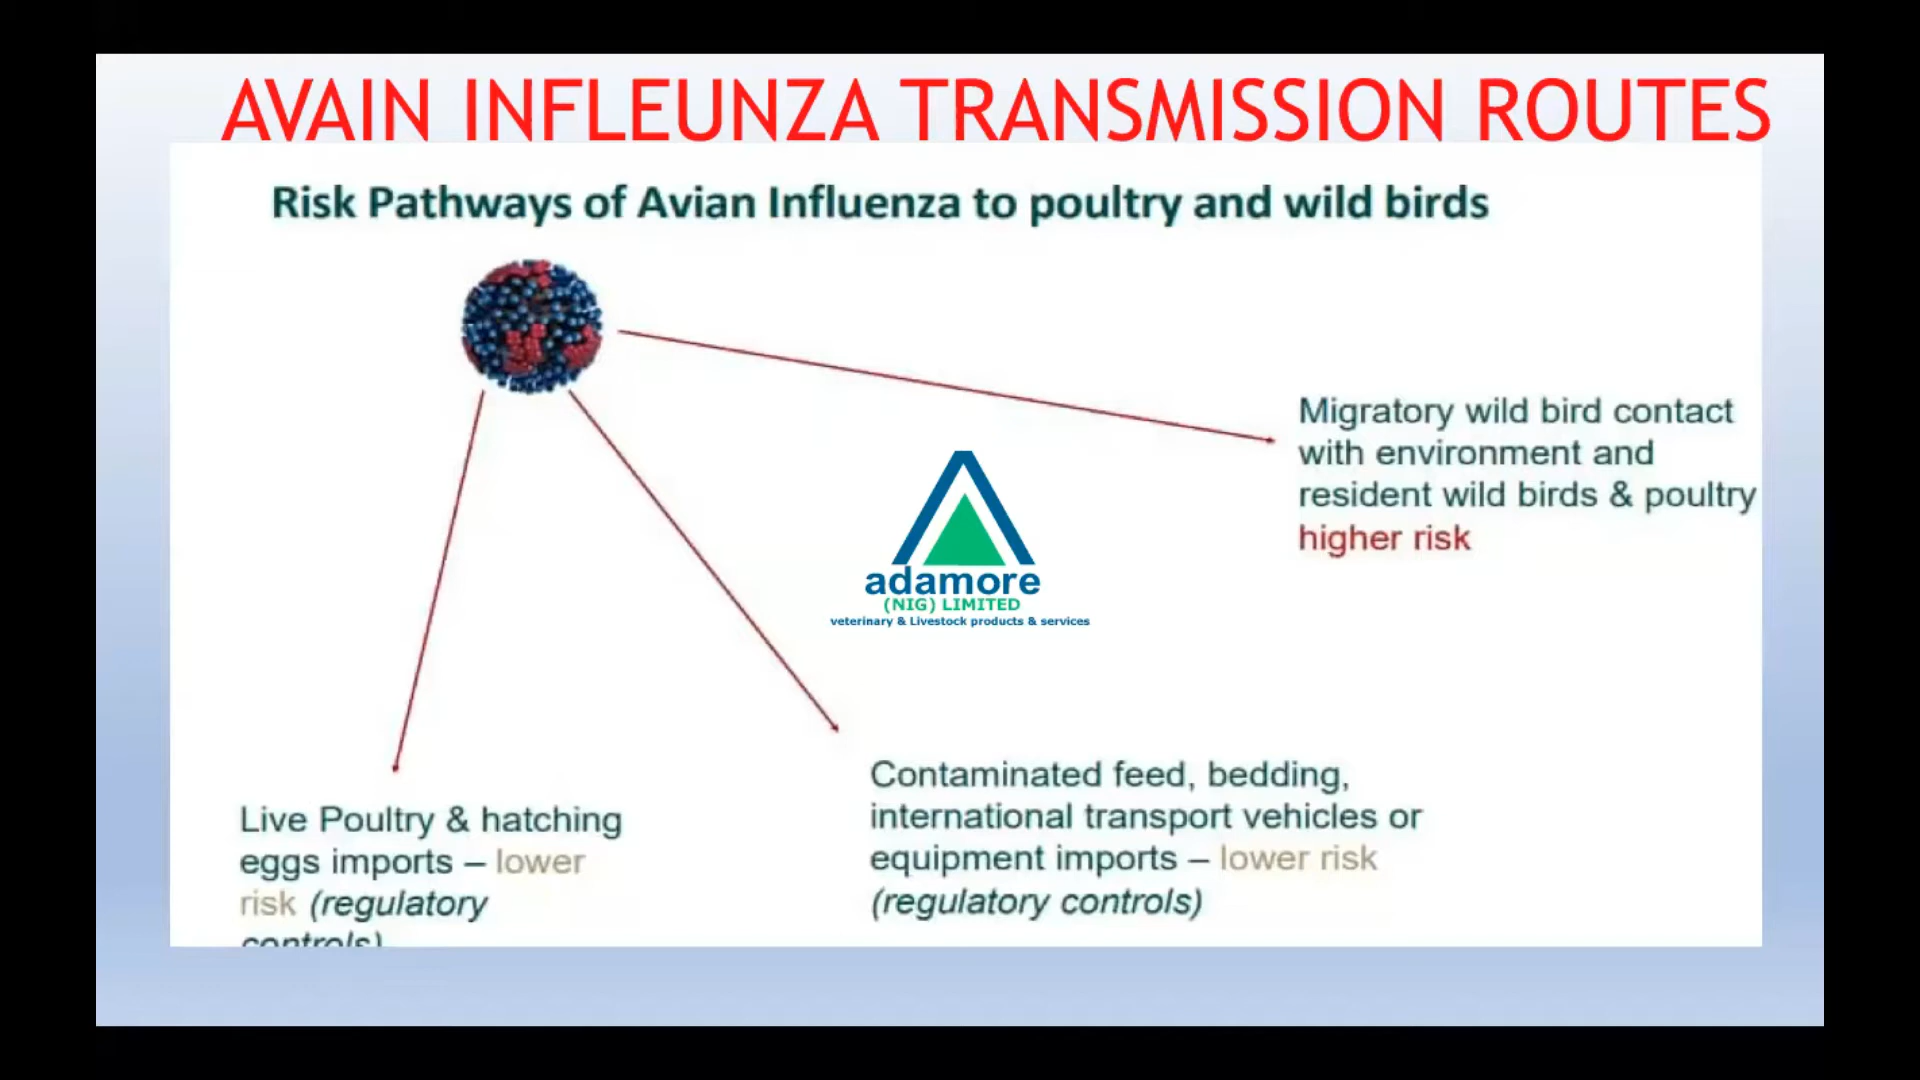 AVAIN INFLEUNZA TRANSMISSION ROUTES
Risk Pathways of Avian Influenza to poultry and wild birds
Migratory wild bird contact
with environment and
resident wild birds & poultry
higher risk
adamore
(NIG) LIMITED
veterinary & Livestock products & services
Contaminated feed, bedding,
international transport vehicles or
equipment imports – lower risk
(regulatory controls)
Live Poultry & hatching
eggs imports – lower
risk (regulatory
controls)